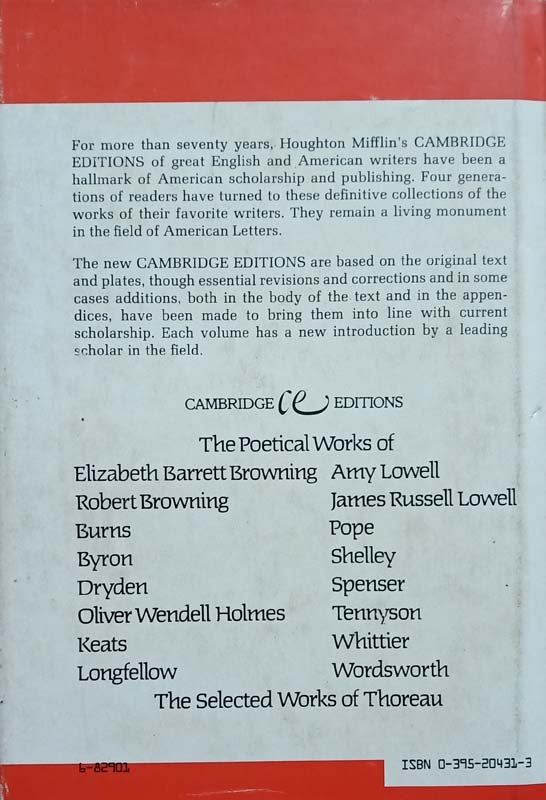 For more than seventy years, Houghton Mifflin's CAMBRIDGE
EDITIONS of great English and American writers have been a
hallmark of American scholarship and publishing. Four genera-
tions of readers have turned to these definitive collections of the
works of their favorite writers. They remain a living monument
in the field of American Letters.
The new CAMBRIDGE EDITIONS are based on the original text
and plates, though essential revisions and corrections and in some
cases additions, both in the body of the text and in the appen-
dices, have been made to bring them into line with current
scholarship. Each volume has a new introduction by a leading
scholar in the field.
CAMBRIDGE ce EDITIONS
The Poetical Works of
Elizabeth Barrett Browning
Robert Browning
Burns
Byron
Dryden
Oliver Wendell Holmes
Keats
Longfellow
Amy Lowell
James Russell Lowell
Pope
Shelley
Spenser
Tennyson
Whittier
Wordsworth
The Selected Works of Thoreau
6-82901
ISBN 0-395-20431-3